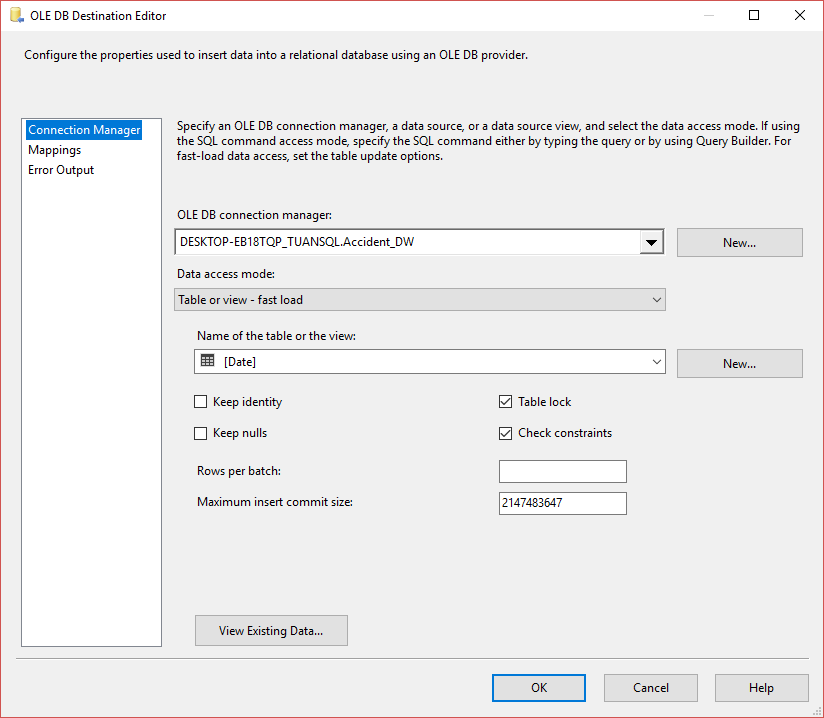 OLE DB Destination Editor
Configure the properties used to insert data into a relational database using an OLE DB provider.
Connection Manager
Mappings
Error Output
Specify an OLE DB connection manager, a data source, or a data source view, and select the data access mode. If using
the SQL command access mode, specify the SQL command either by typing the query or by using Query Builder. For
fast-load data access, set the table update options.
OLE DB connection manager:
DESKTOP-EB18TQP_TUANSQL.Accident_DW
New...
Data access mode:
Table or view - fast load
Name of the table or the view:
[Date]
New...
Keep identity
Table lock
Keep nulls
Check constraints
Rows per batch:
Maximum insert commit size:
2147483647
View Existing Data...
OK
Cancel
Help